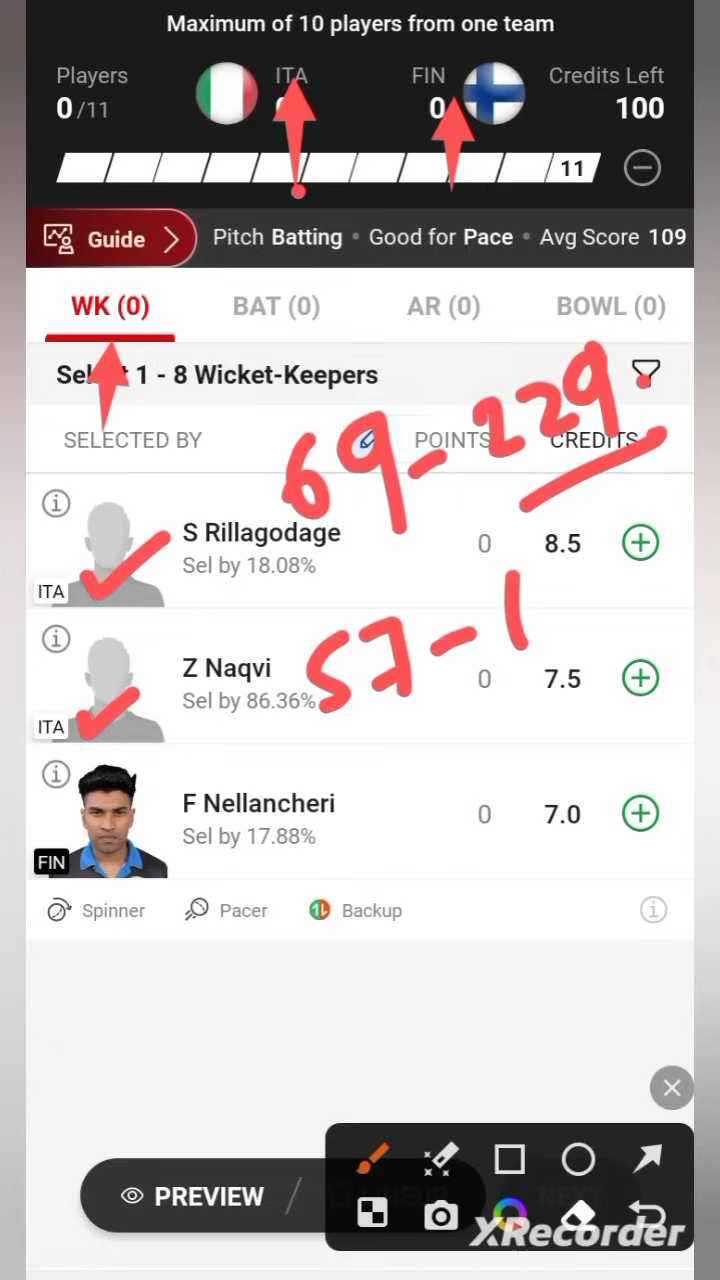 Maximum of 10 players from one team
Players ITA FIN Credits Left
0/11 0 100
11
Guide Pitch Batting • Good for Pace • Avg Score 109
WK (0) BAT (0) AR (0) BOWL (0)
1 - 8 Wicket-Keepers
SELECTED BY POINTS CREDITS
69-229
S Rillagodage 0 8.5
Sel by 18.08%
ITA
57-1
Z Naqvi 0 7.5
Sel by 86.36%
ITA
F Nellancheri 0 7.0
Sel by 17.88%
FIN
Spinner Pacer Backup
PREVIEW
XRecorder